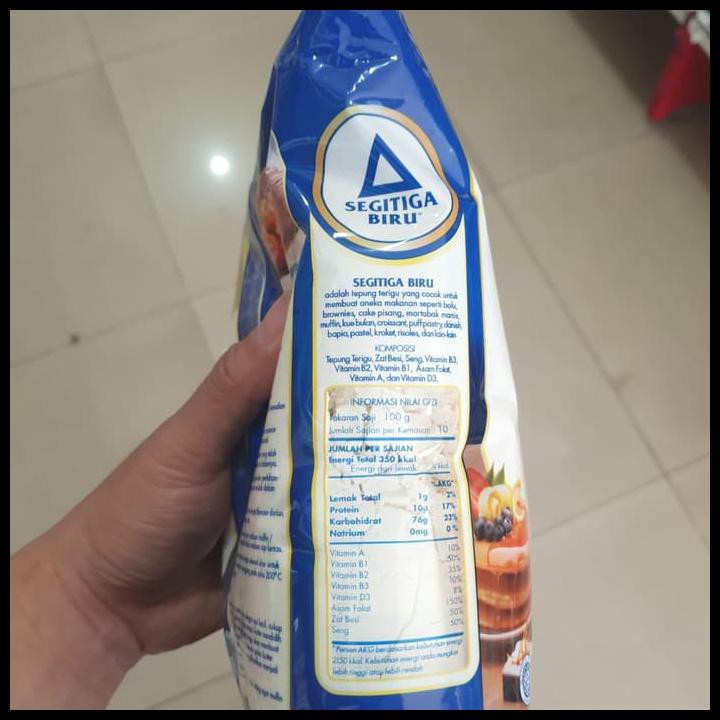 SEGITIGA
BIRU
SEGITIGA BIRU
adalah tepung terigu yang cocok untuk
membuat aneka makanan seperti bolu,
brownies, cake pisang, martabak manis,
muffin, kue bulan, croissant, puff pastry, danish,
bapia, pastel, kroket, risoles, dan lain-lain
KOMPOSISI
Tepung Terigu, Zat Besi, Seng, Vitamin B3,
Vitamin B2, Vitamin B1, Asam Folat,
Vitamin A, dan Vitamin D3.
INFORMASI NILAI GIZI
Takaran Saji 100 g
Jumlah Sajian per Kemasan 10
JUMLAH PER SAJIAN
Energi Total 350 kkal
Energi dari lemak kkal
%AKG*
Lemak Total 1g 2%
Protein 10g 17%
Karbohidrat 76g 23%
Natrium 0mg 0%
Vitamin A 10%
Vitamin B1 50%
Vitamin B2 35%
Vitamin B3 10%
Vitamin D3 8%
Asam Folat 150%
Zat Besi 50%
Seng 50%
*Persen AKG berdasarkan kebutuhan energi
2150 kkal. Kebutuhan energi anda mungkin
lebih tinggi atau lebih rendah